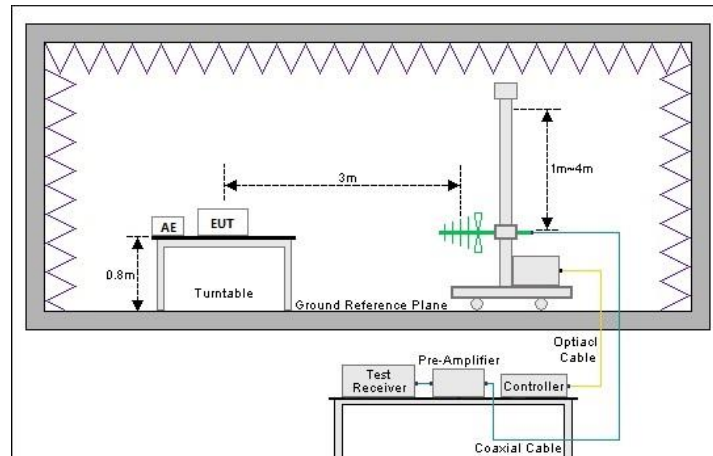 3m
1m~4m
AE
EUT
0.8m
Turntable
Ground Reference Plane
Optiacl
Cable
Pre-Amplifier
Test
Receiver
Controller
Coaxial Cable